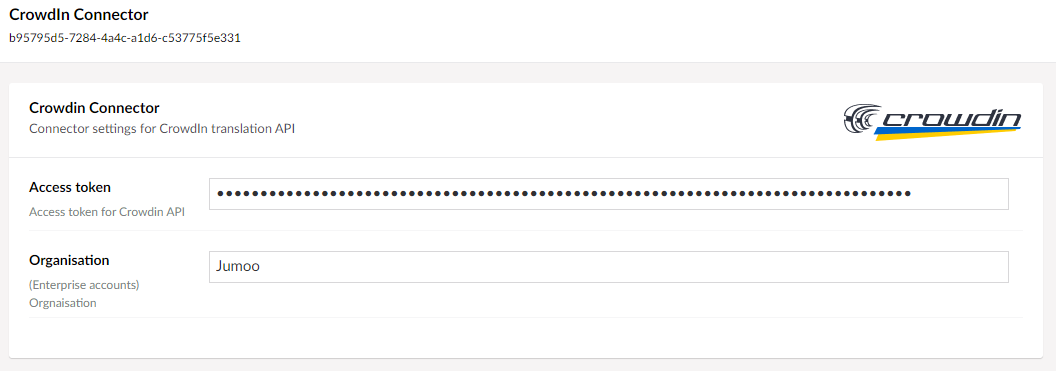 CrowdIn Connector
b95795d5-7284-4a4c-a1d6-c53775f5e331
Crowdin Connector
Connector settings for CrowdIn translation API
crowdin
Access token
Access token for Crowdin API
Organisation
Jumoo
(Enterprise accounts)
Orgnaisation